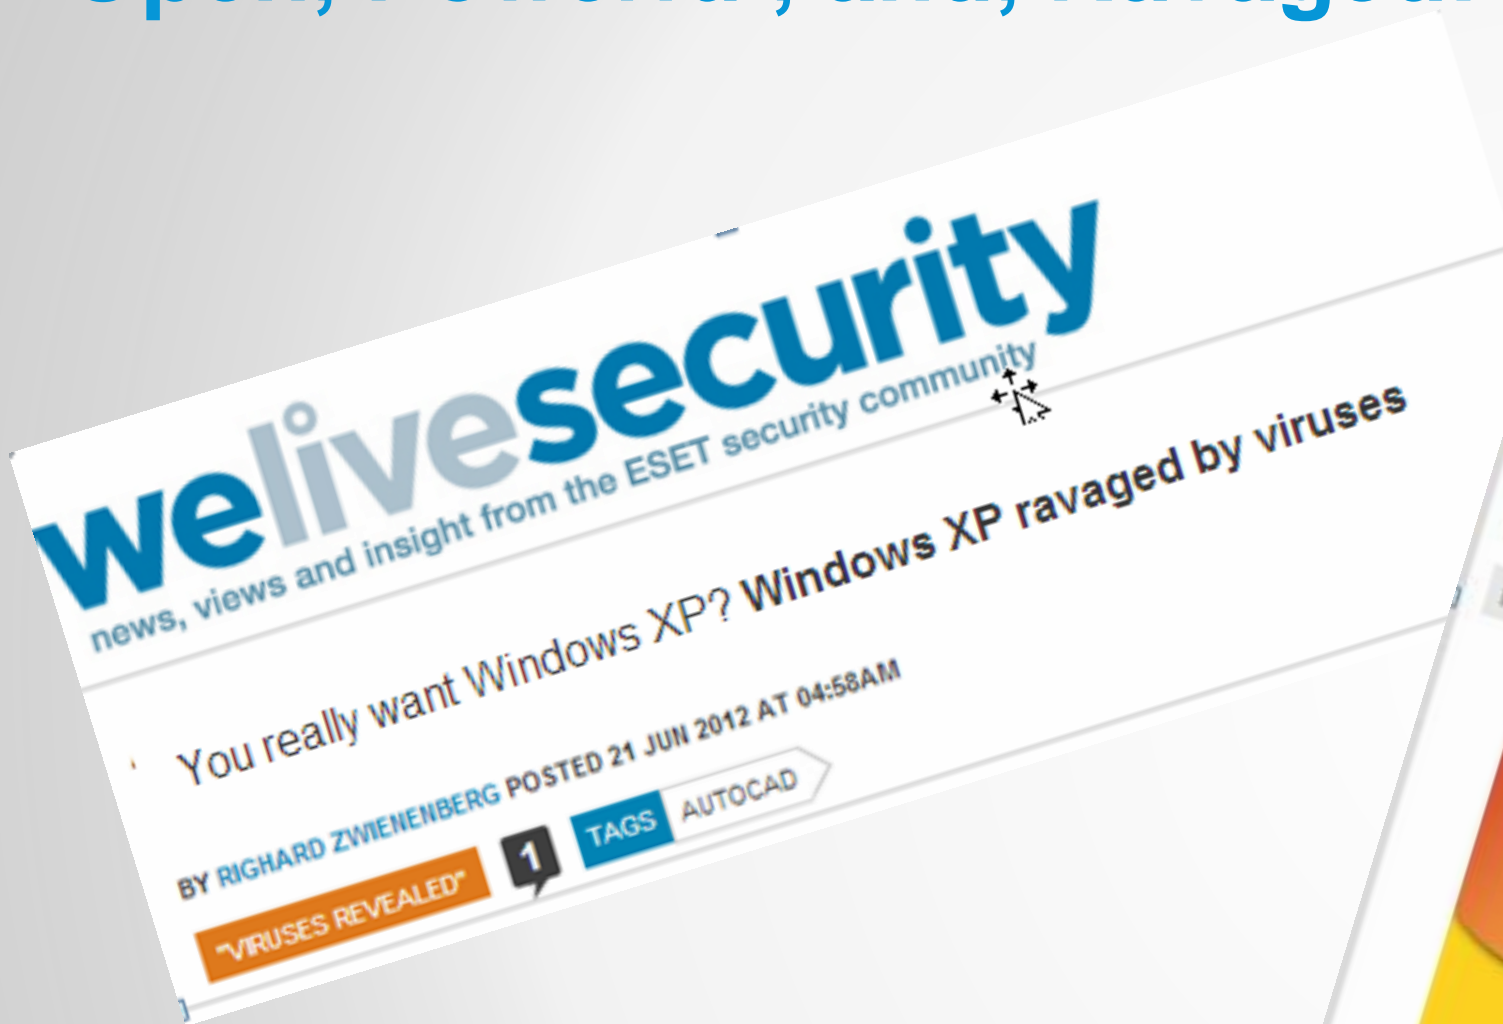 welivesecurity
news, views and insight from the ESET security community
You really want Windows XP? Windows XP ravaged by viruses
BY RIGHARD ZWIENENBERG POSTED 21 JUN 2012 AT 04:58AM
"VIRUSES REVEALED" 1 TAGS AUTOCAD